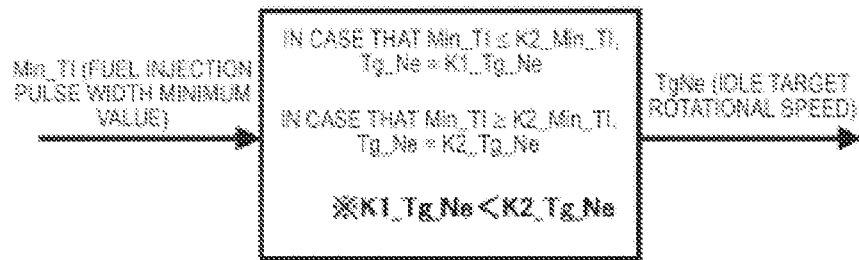 Min_TI (FUEL INJECTION
PULSE WIDTH MINIMUM
VALUE)
IN CASE THAT Min_TI ≤ K2_Min_TI,
Tg_Ne = K1_Tg_Ne
IN CASE THAT Min_TI ≥ K2_Min_TI,
Tg_Ne = K2_Tg_Ne
※K1_Tg_Ne＜K2_Tg_Ne
TgNe (IDLE TARGET
ROTATIONAL SPEED)